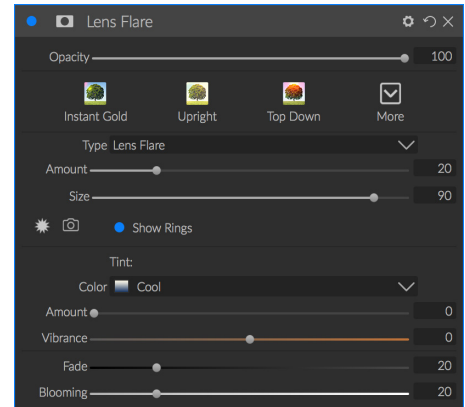 Lens Flare
Opacity 100
Instant Gold Upright Top Down More
Type Lens Flare
Amount 20
Size 90
Show Rings
Tint:
Color Cool
Amount 0
Vibrance 0
Fade 20
Blooming 20